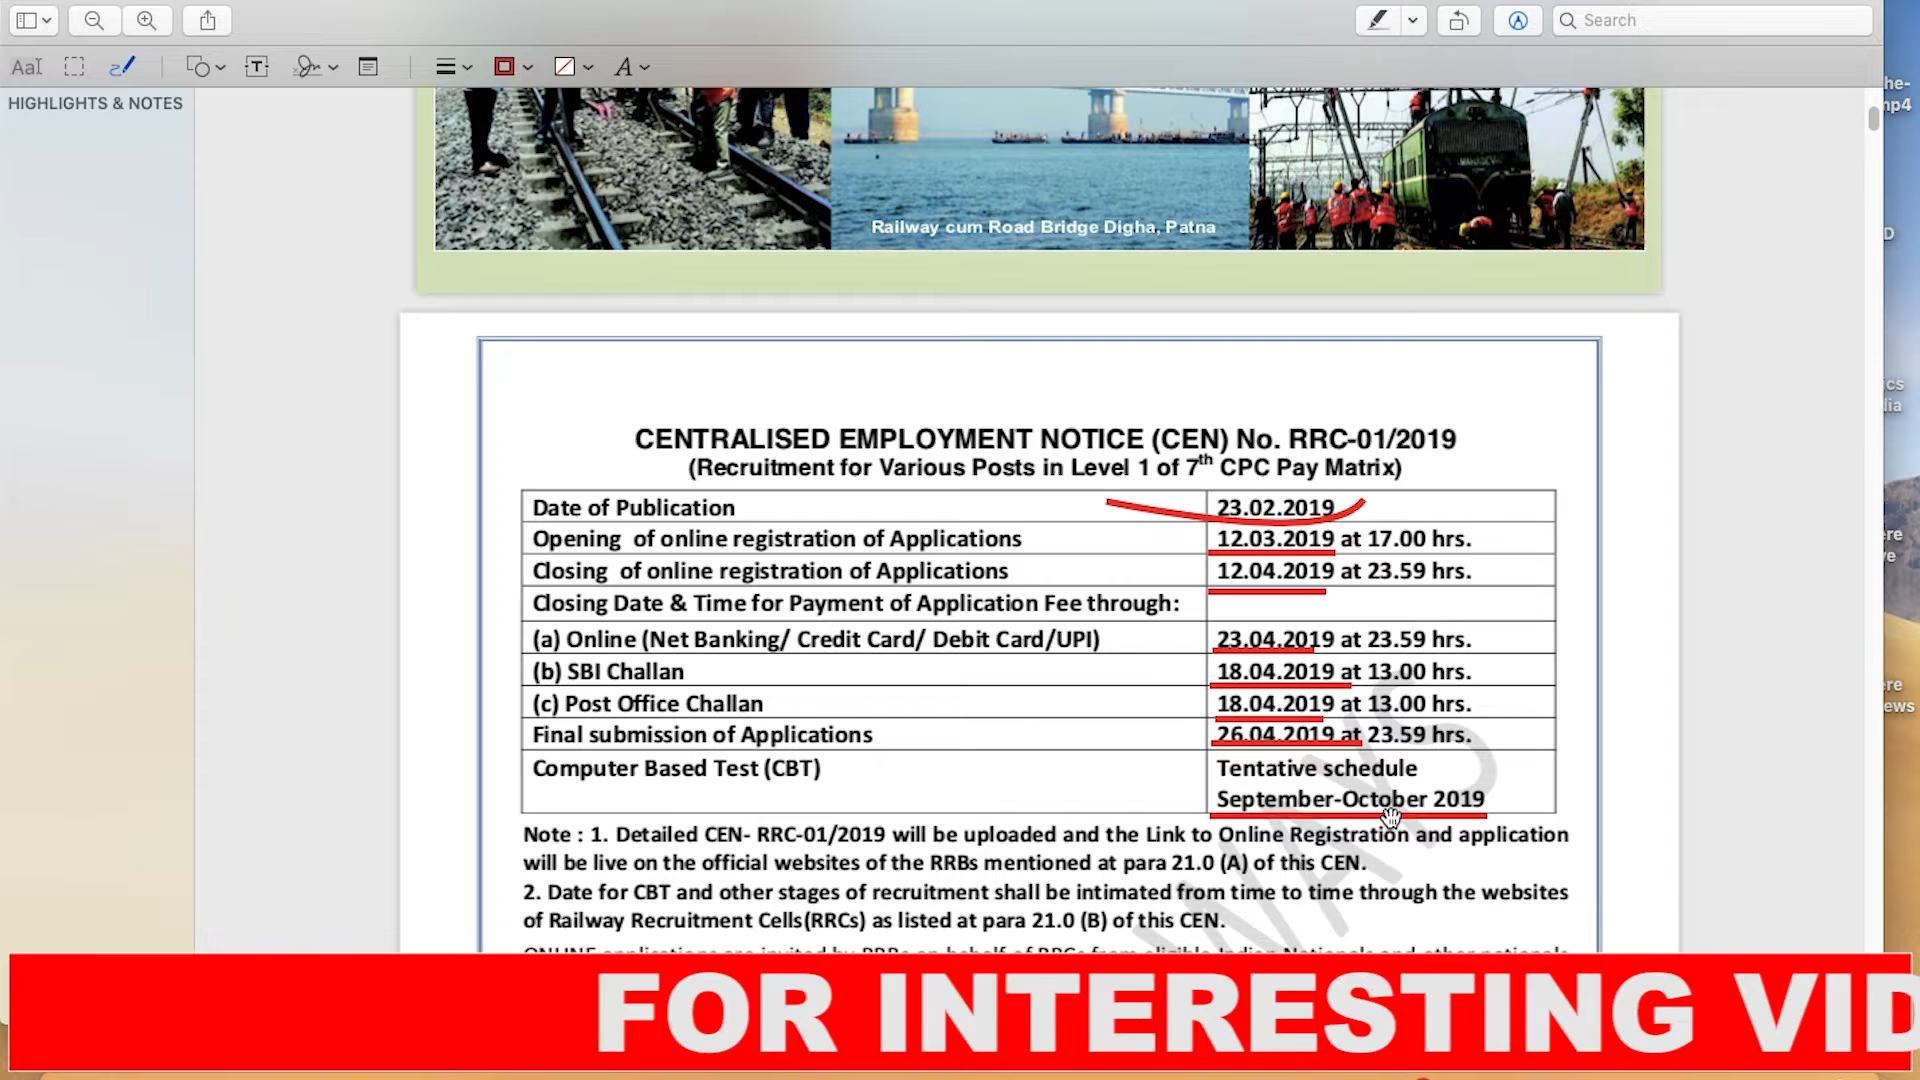 Search
HIGHLIGHTS & NOTES
Railway cum Road Bridge Digha, Patna
CENTRALISED EMPLOYMENT NOTICE (CEN) No. RRC-01/2019
(Recruitment for Various Posts in Level 1 of 7th CPC Pay Matrix)
Date of Publication 23.02.2019
Opening of online registration of Applications 12.03.2019 at 17.00 hrs.
Closing of online registration of Applications 12.04.2019 at 23.59 hrs.
Closing Date & Time for Payment of Application Fee through:
(a) Online (Net Banking/ Credit Card/ Debit Card/UPI) 23.04.2019 at 23.59 hrs.
(b) SBI Challan 18.04.2019 at 13.00 hrs.
(c) Post Office Challan 18.04.2019 at 13.00 hrs.
Final submission of Applications 26.04.2019 at 23.59 hrs.
Computer Based Test (CBT) Tentative schedule
September-October 2019
Note : 1. Detailed CEN- RRC-01/2019 will be uploaded and the Link to Online Registration and application
will be live on the official websites of the RRBs mentioned at para 21.0 (A) of this CEN.
2. Date for CBT and other stages of recruitment shall be intimated from time to time through the websites
of Railway Recruitment Cells(RRCs) as listed at para 21.0 (B) of this CEN.
FOR INTERESTING VID